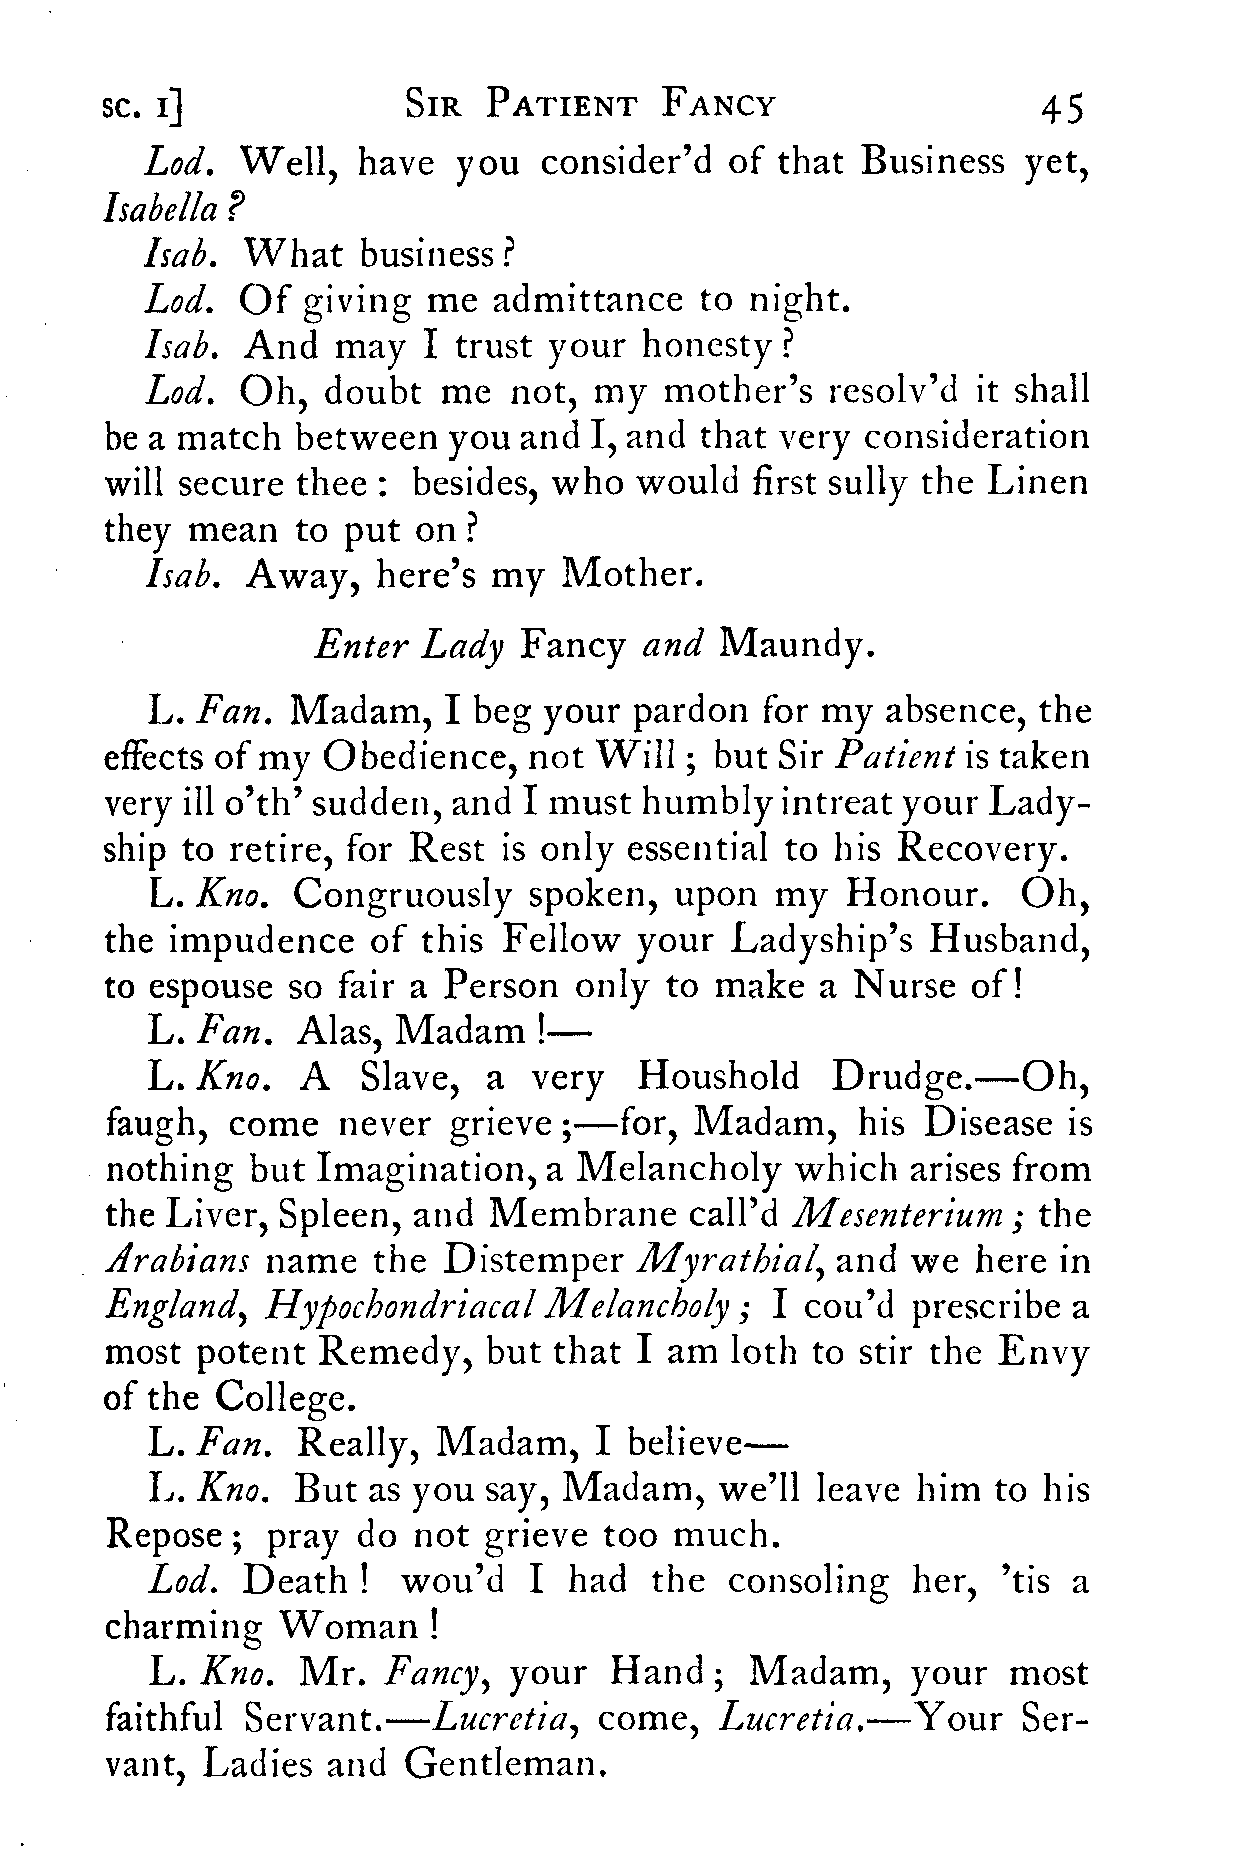 SC. I] SIR PATIENT FANCY 45
Lod. Well, have you consider'd of that Business yet,
Isabella?
Isab. What business?
Lod. Of giving me admittance to night.
Isab. And may I trust your honesty?
Lod. Oh, doubt me not, my mother's resolv'd it shall
be a match between you and I, and that very consideration
will secure thee: besides, who would first sully the Linen
they mean to put on?
Isab. Away, here's my Mother.
Enter Lady Fancy and Maundy.
L. Fan. Madam, I beg your pardon for my absence, the
effects of my Obedience, not Will; but Sir Patient is taken
very ill o'th' sudden, and I must humbly intreat your Lady-
ship to retire, for Rest is only essential to his Recovery.
L. Kno. Congruously spoken, upon my Honour. Oh,
the impudence of this Fellow your Ladyship's Husband,
to espouse so fair a Person only to make a Nurse of!
L. Fan. Alas, Madam!—
L. Kno. A Slave, a very Houshold Drudge.—Oh,
faugh, come never grieve;—for, Madam, his Disease is
nothing but Imagination, a Melancholy which arises from
the Liver, Spleen, and Membrane call'd Mesenterium; the
Arabians name the Distemper Myrathial, and we here in
England, Hypochondriacal Melancholy; I cou'd prescribe a
most potent Remedy, but that I am loth to stir the Envy
of the College.
L. Fan. Really, Madam, I believe—
L. Kno. But as you say, Madam, we'll leave him to his
Repose; pray do not grieve too much.
Lod. Death! wou'd I had the consoling her, 'tis a
charming Woman!
L. Kno. Mr. Fancy, your Hand; Madam, your most
faithful Servant.—Lucretia, come, Lucretia.—Your Ser-
vant, Ladies and Gentleman.